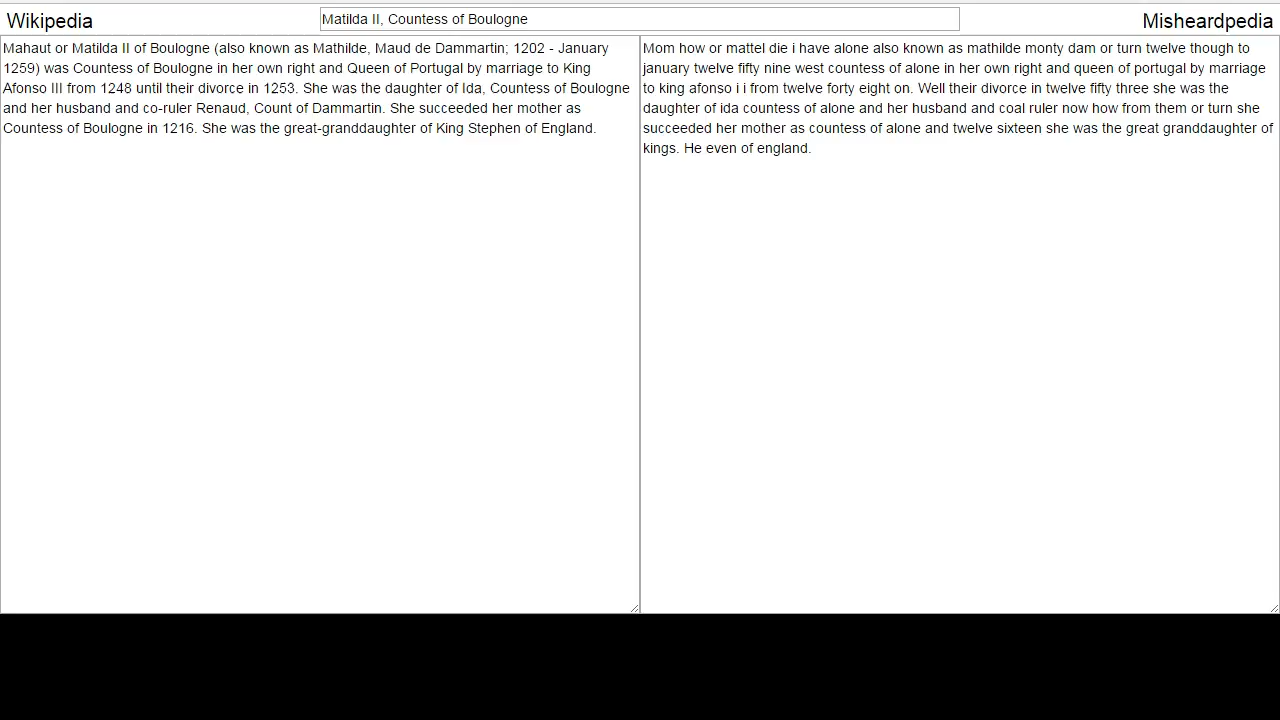 Wikipedia
Matilda II, Countess of Boulogne
Misheardpedia
Mahaut or Matilda II of Boulogne (also known as Mathilde, Maud de Dammartin; 1202 - January
1259) was Countess of Boulogne in her own right and Queen of Portugal by marriage to King
Afonso III from 1248 until their divorce in 1253. She was the daughter of Ida, Countess of Boulogne
and her husband and co-ruler Renaud, Count of Dammartin. She succeeded her mother as
Countess of Boulogne in 1216. She was the great-granddaughter of King Stephen of England.
Mom how or mattel die i have alone also known as mathilde monty dam or turn twelve though to
january twelve fifty nine west countess of alone in her own right and queen of portugal by marriage
to king afonso i i from twelve forty eight on. Well their divorce in twelve fifty three she was the
daughter of ida countess of alone and her husband and coal ruler now how from them or turn she
succeeded her mother as countess of alone and twelve sixteen she was the great granddaughter of
kings. He even of england.